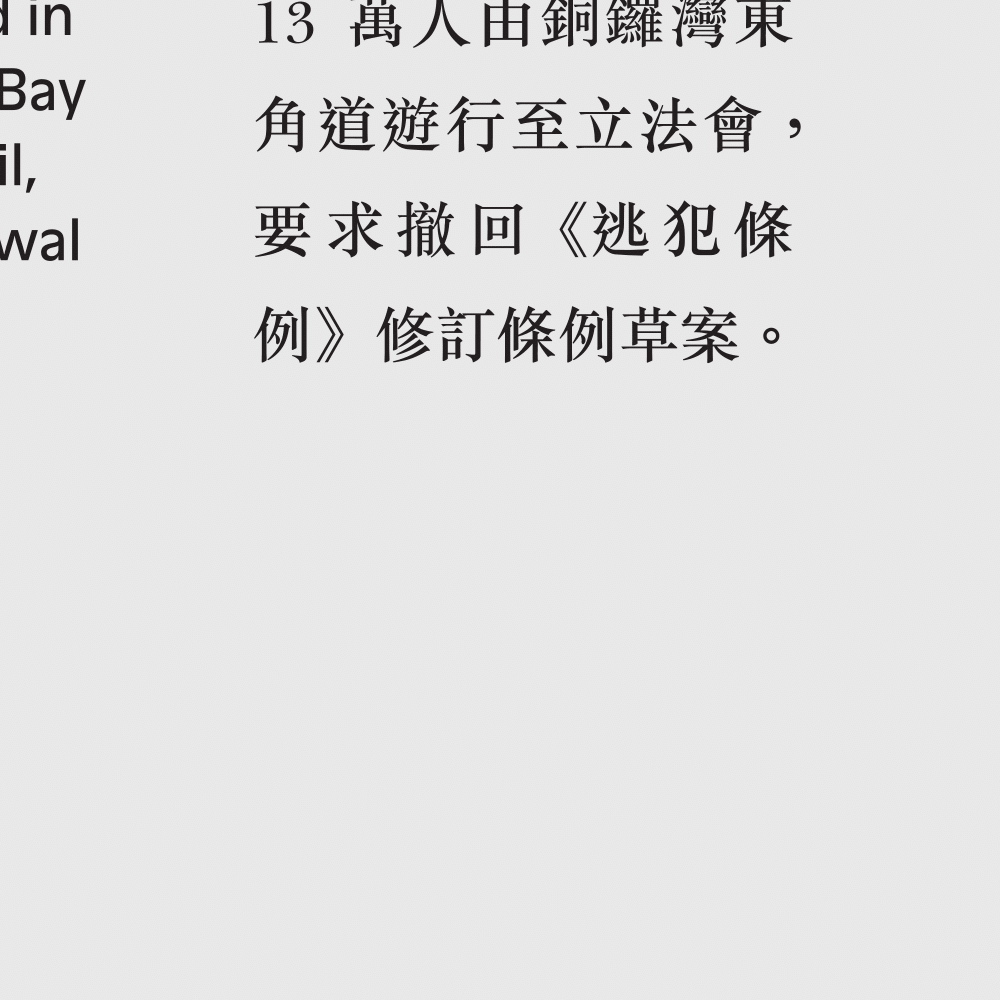 in
Bay
il,
wal
13 萬人由銅鑼灣東
角道遊行至立法會，
要求撤回《逃犯條
例》修訂條例草案。